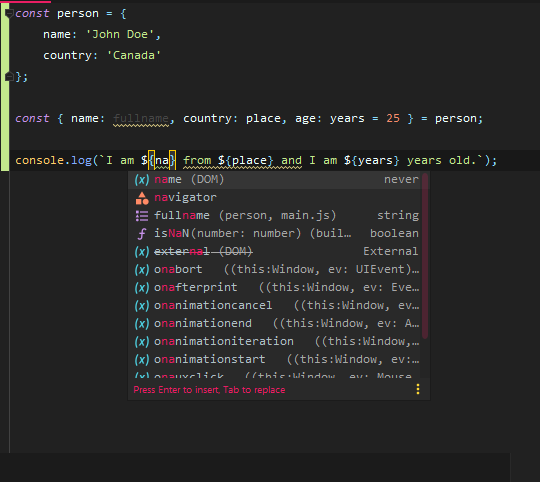 const person = {
name: 'John Doe',
country: 'Canada'
};
const { name: fullname, country: place, age: years = 25 } = person;
console.log(`I am ${na} from ${place} and I am ${years} years old.`);
(x) name (DOM) never
navigator
fullname (person, main.js) string
ƒ isNaN(number: number) (buil… boolean
(x) external (DOM) External
(x) onabort ((this:Window, ev: UIEvent)…
(x) onafterprint ((this:Window, ev: Eve…
(x) onanimationcancel ((this:Window, ev…
(x) onanimationend ((this:Window, ev: A…
(x) onanimationiteration ((this:Window,…
(x) onanimationstart ((this:Window, ev:…
(x) onauxclick ((this:Window, ev: Mouse…
Press Enter to insert, Tab to replace